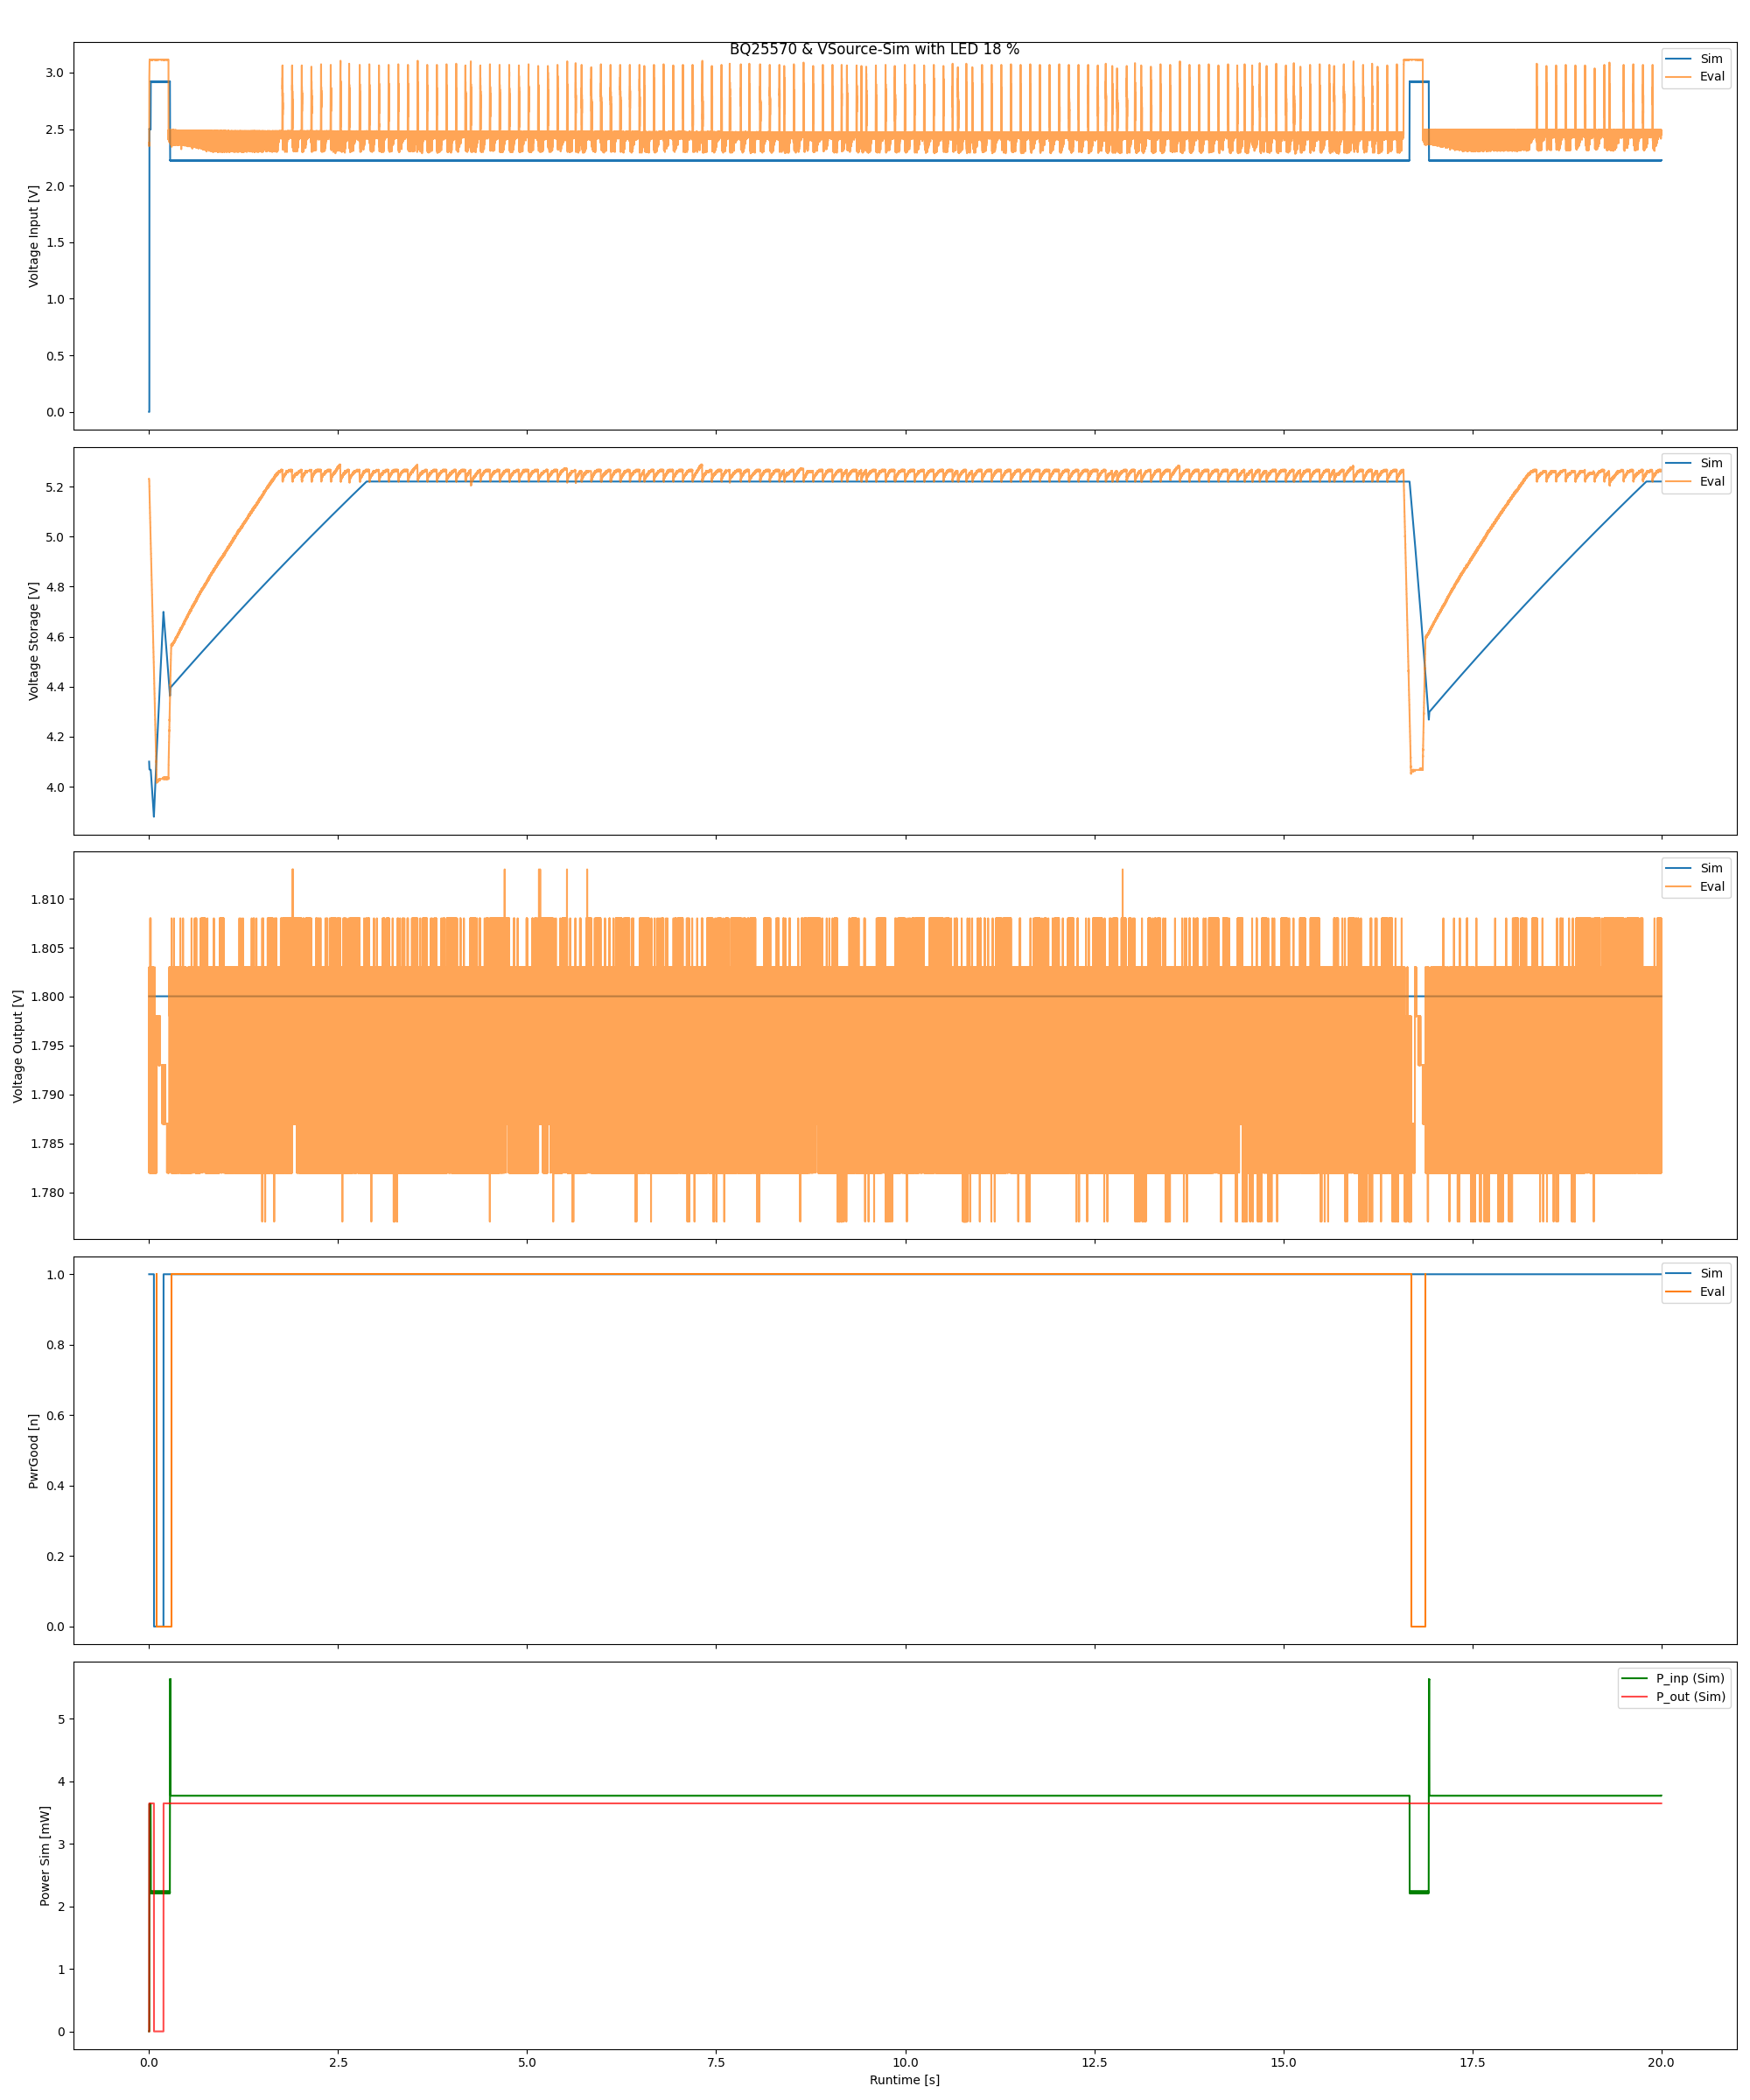 BQ25570 & VSource-Sim with LED 18 %
Voltage Input [V]
3.0
2.5
2.0
1.5
1.0
0.5
0.0
Sim
Eval
Voltage Storage [V]
5.2
5.0
4.8
4.6
4.4
4.2
4.0
Sim
Eval
Voltage Output [V]
1.810
1.805
1.800
1.795
1.790
1.785
1.780
Sim
Eval
PwrGood [n]
1.0
0.8
0.6
0.4
0.2
0.0
Sim
Eval
Power Sim [mW]
5
4
3
2
1
0
P_inp (Sim)
P_out (Sim)
0.0 2.5 5.0 7.5 10.0 12.5 15.0 17.5 20.0
Runtime [s]